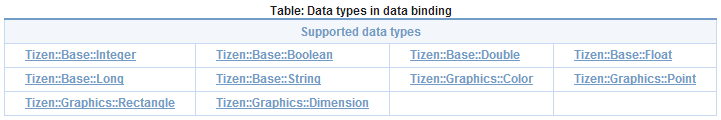 Table: Data types in data binding
Supported data types
Tizen::Base::Integer Tizen::Base::Boolean Tizen::Base::Double Tizen::Base::Float
Tizen::Base::Long Tizen::Base::String Tizen::Graphics::Color Tizen::Graphics::Point
Tizen::Graphics::Rectangle Tizen::Graphics::Dimension